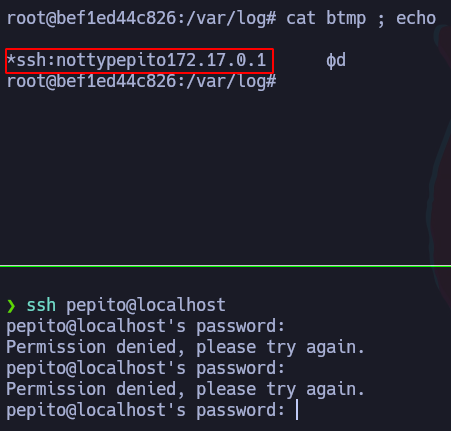 root@bef1ed44c826:/var/log# cat btmp ; echo
*ssh:nottypepito172.17.0.1 ϕd
root@bef1ed44c826:/var/log#
❯ ssh pepito@localhost
pepito@localhost's password:
Permission denied, please try again.
pepito@localhost's password:
Permission denied, please try again.
pepito@localhost's password: